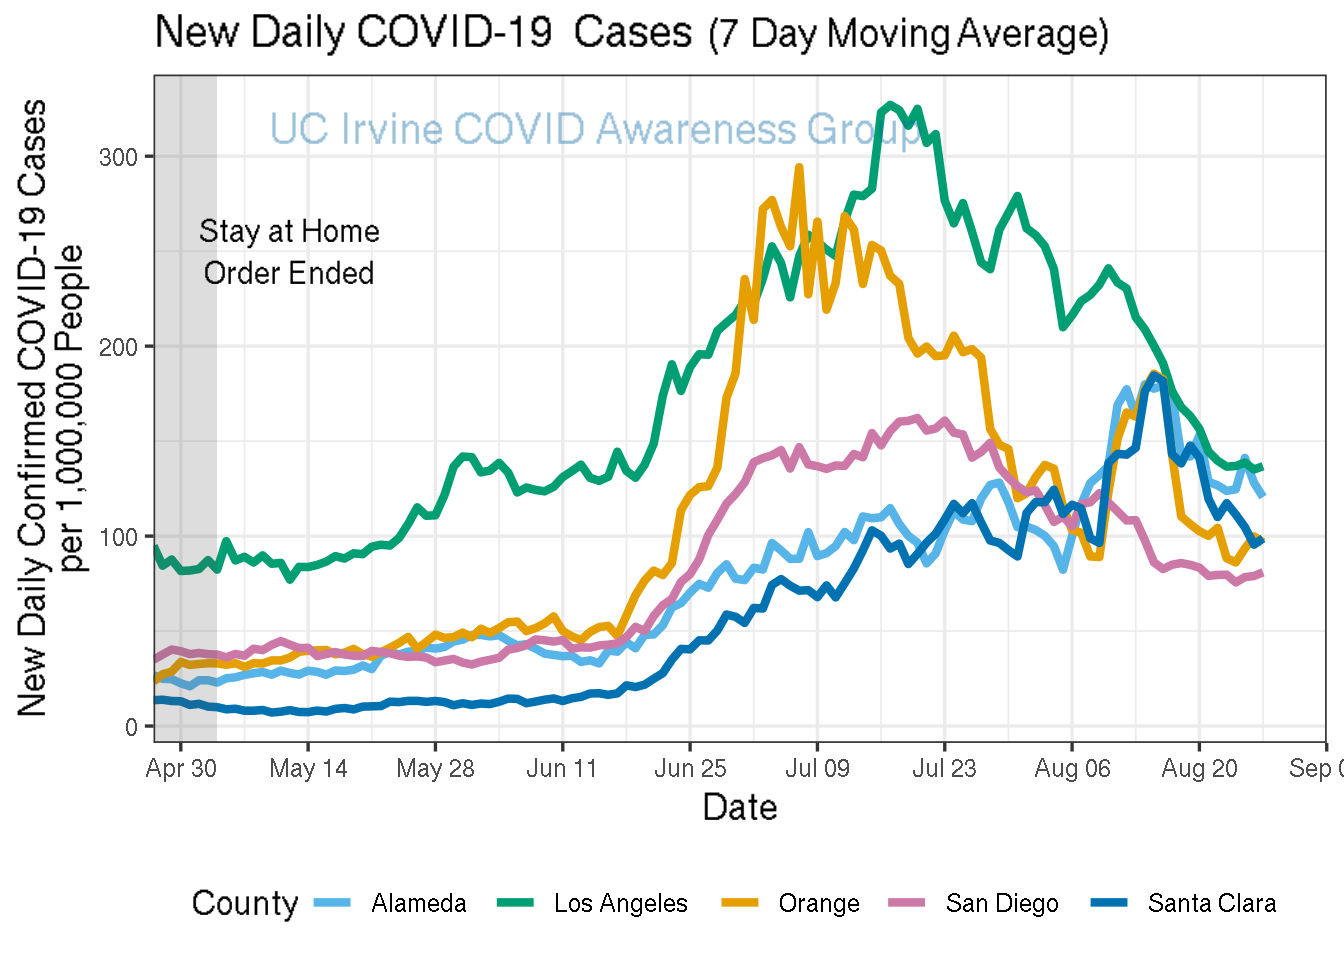 New Daily COVID-19 Cases (7 Day Moving Average)
UC Irvine COVID Awareness Group
Stay at Home
Order Ended
New Daily Confirmed COVID-19 Cases
per 1,000,000 People
300
200
100
0
Apr 30 May 14 May 28 Jun 11 Jun 25 Jul 09 Jul 23 Aug 06 Aug 20 Sep 0
Date
County Alameda Los Angeles Orange San Diego Santa Clara